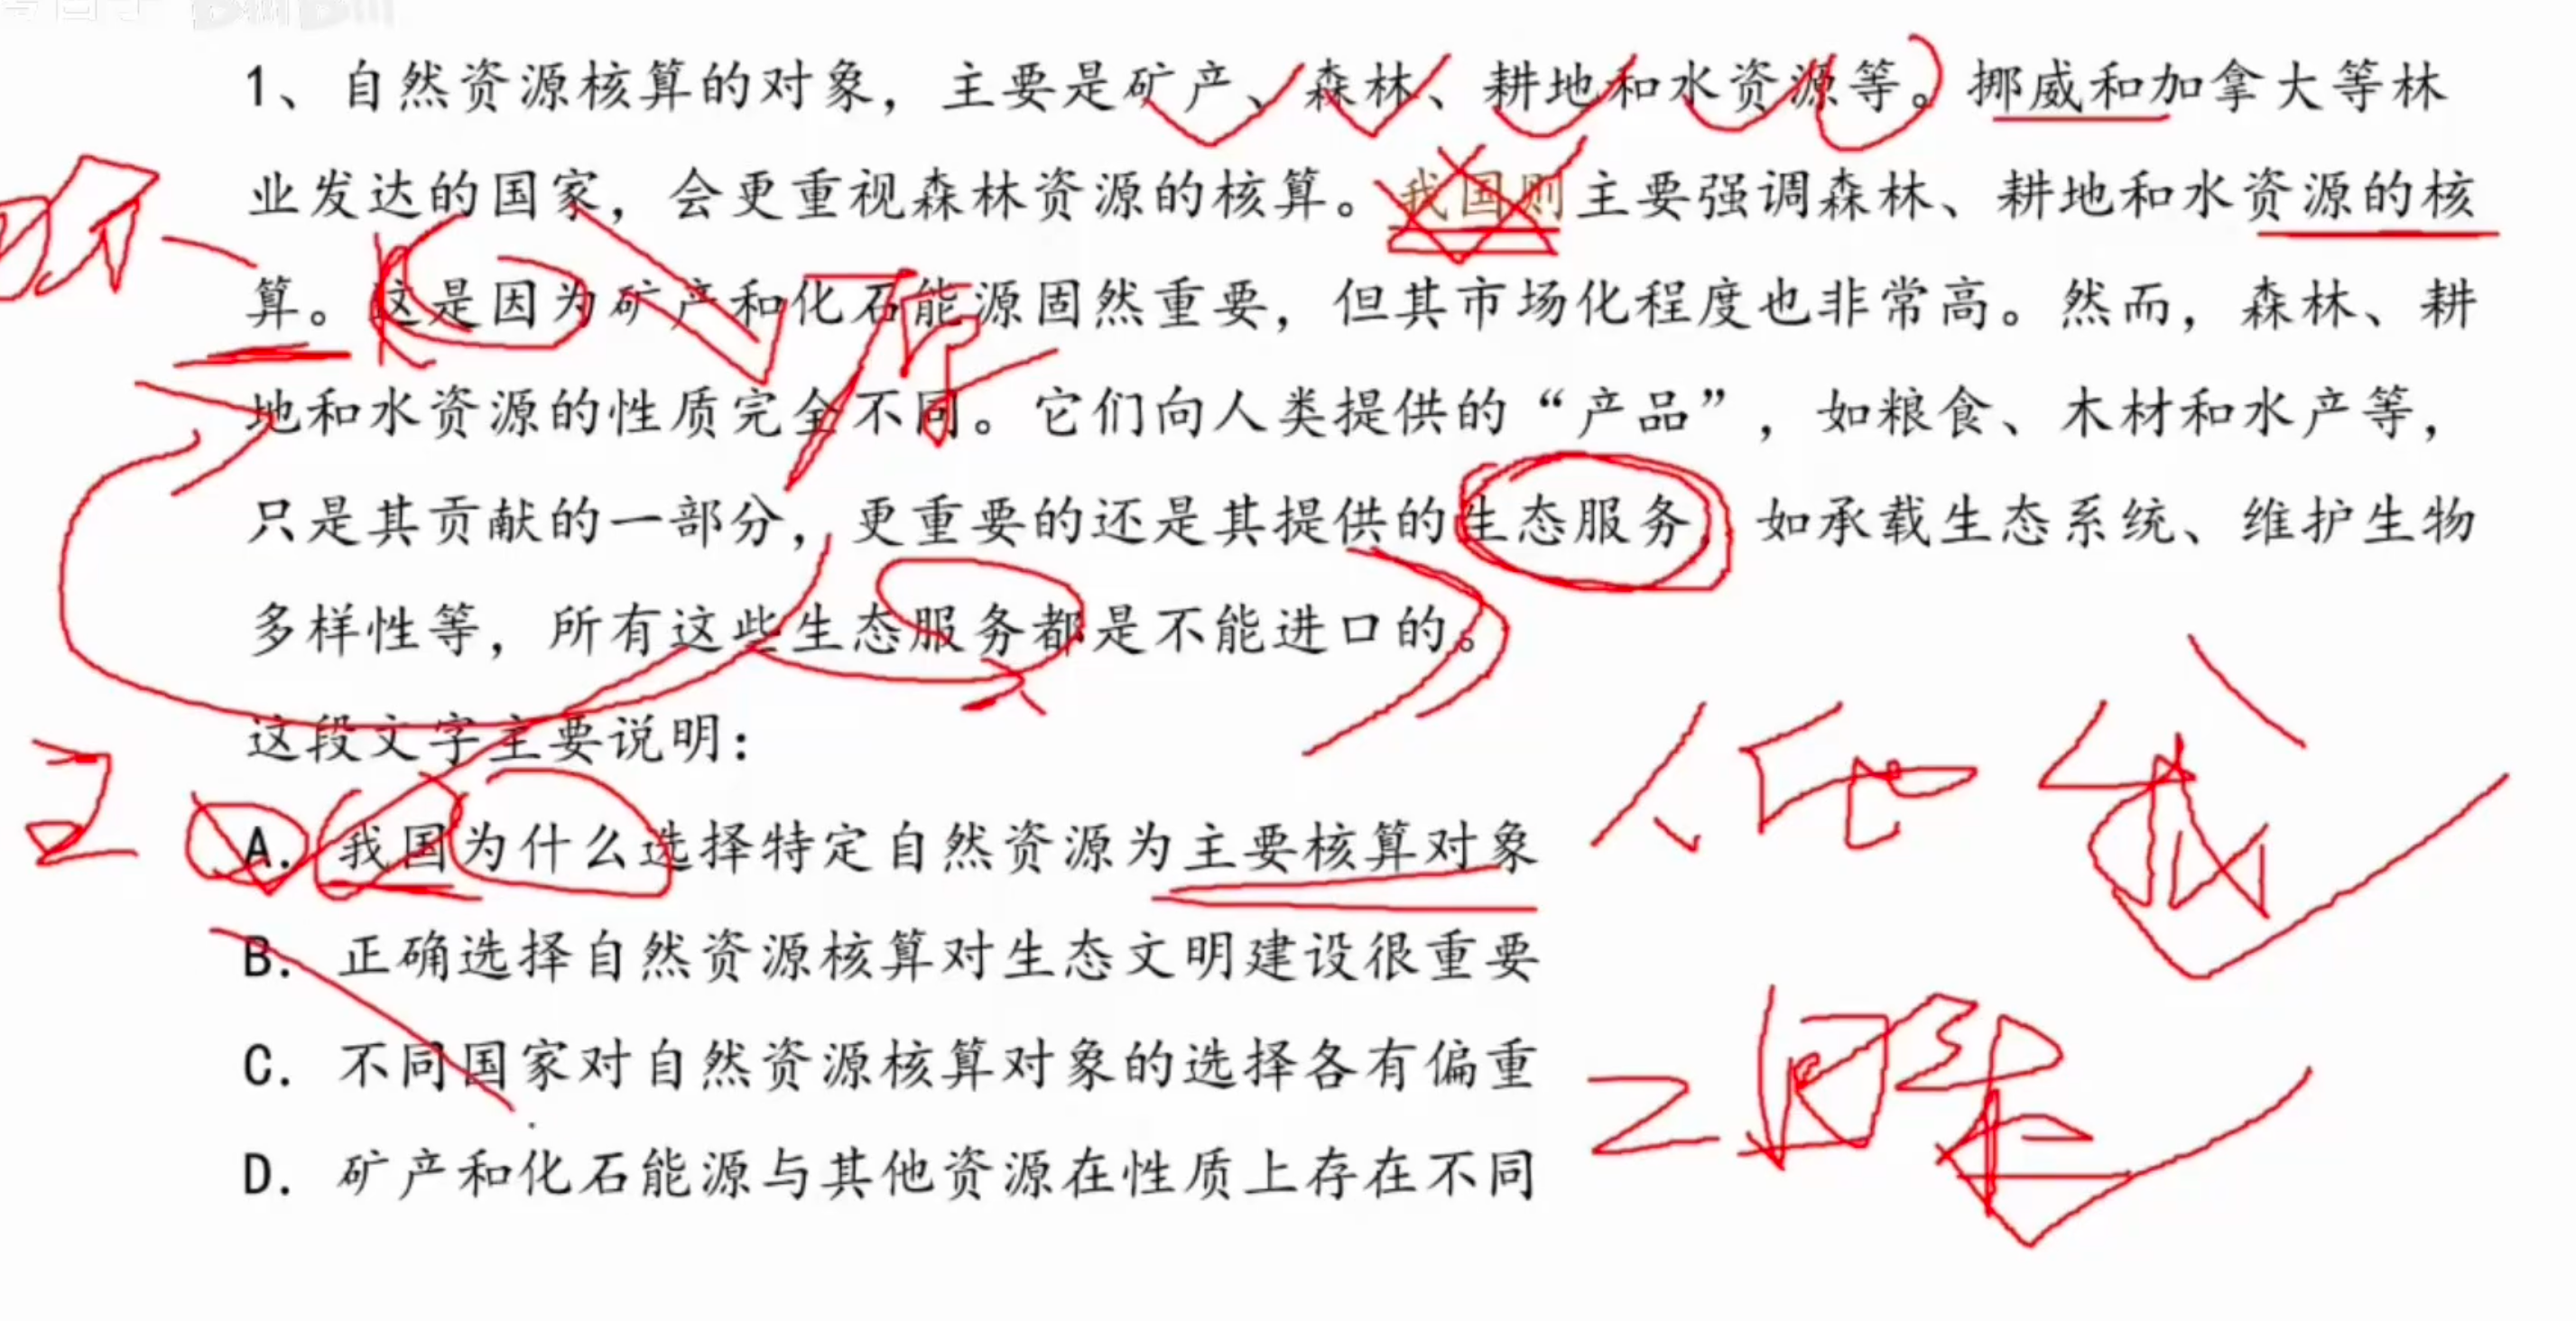 1、自然资源核算的对象，主要是矿产、森林、耕地和水资源等。挪威和加拿大等林
业发达的国家，会更重视森林资源的核算。我国则主要强调森林、耕地和水资源的核
算。这是因为矿产和化石能源固然重要，但其市场化程度也非常高。然而，森林、耕
地和水资源的性质完全不同。它们向人类提供的“产品”，如粮食、木材和水产等，
只是其贡献的一部分，更重要的还是其提供的生态服务，如承载生态系统、维护生物
多样性等，所有这些生态服务都是不能进口的。
这段文字主要说明：
A. 我国为什么选择特定自然资源为主要核算对象
B. 正确选择自然资源核算对生态文明建设很重要
C. 不同国家对自然资源核算对象的选择各有偏重
D. 矿产和化石能源与其他资源在性质上存在不同